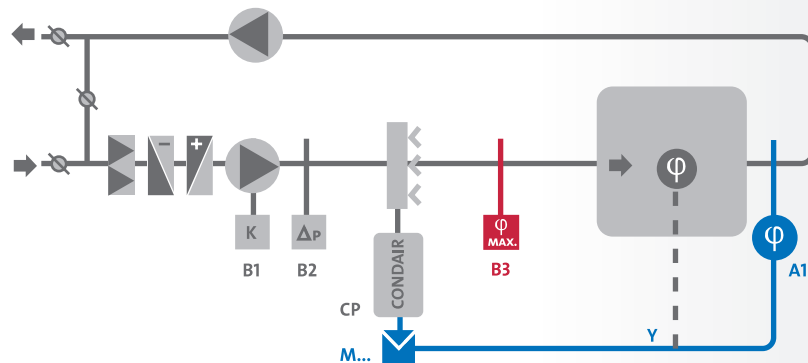 −
+
φ
K
ΔP
φ
MAX.
φ
B1
B2
B3
A1
CONDAIR
CP
Y
M...